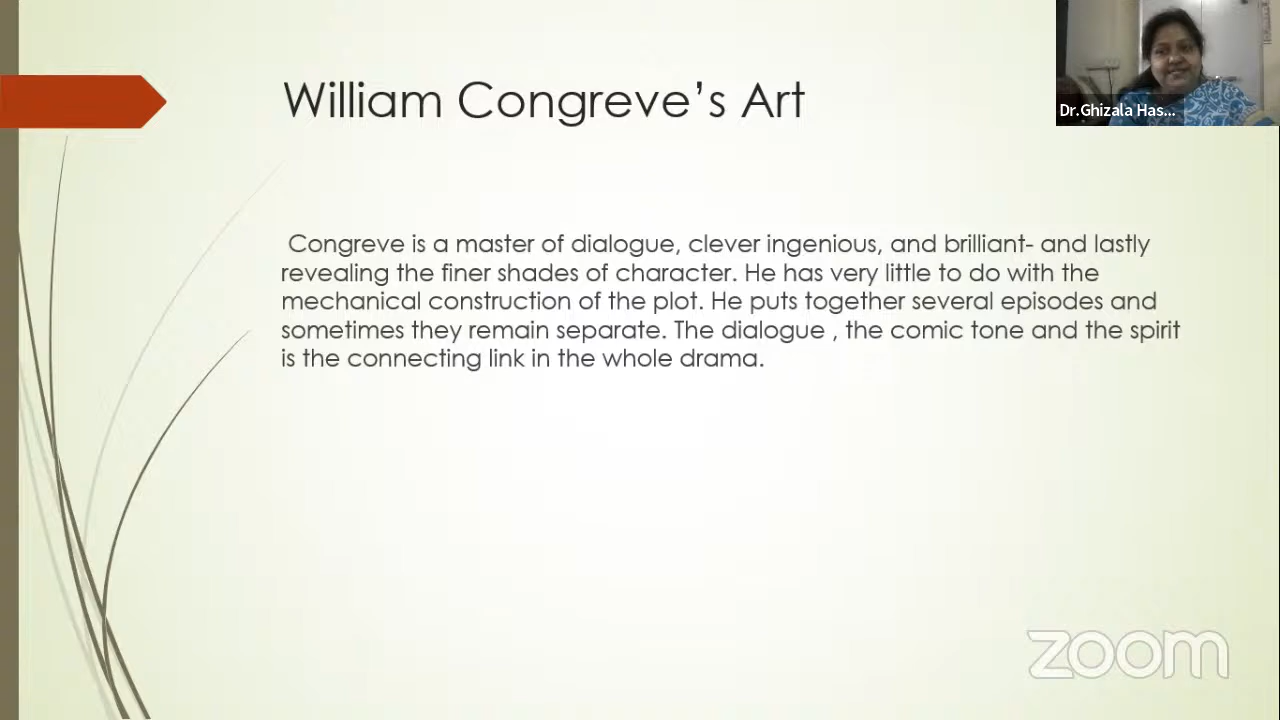 William Congreve's Art
Dr.Ghizala Has...
Congreve is a master of dialogue, clever ingenious, and brilliant- and lastly
revealing the finer shades of character. He has very little to do with the
mechanical construction of the plot. He puts together several episodes and
sometimes they remain separate. The dialogue , the comic tone and the spirit
is the connecting link in the whole drama.
zoom